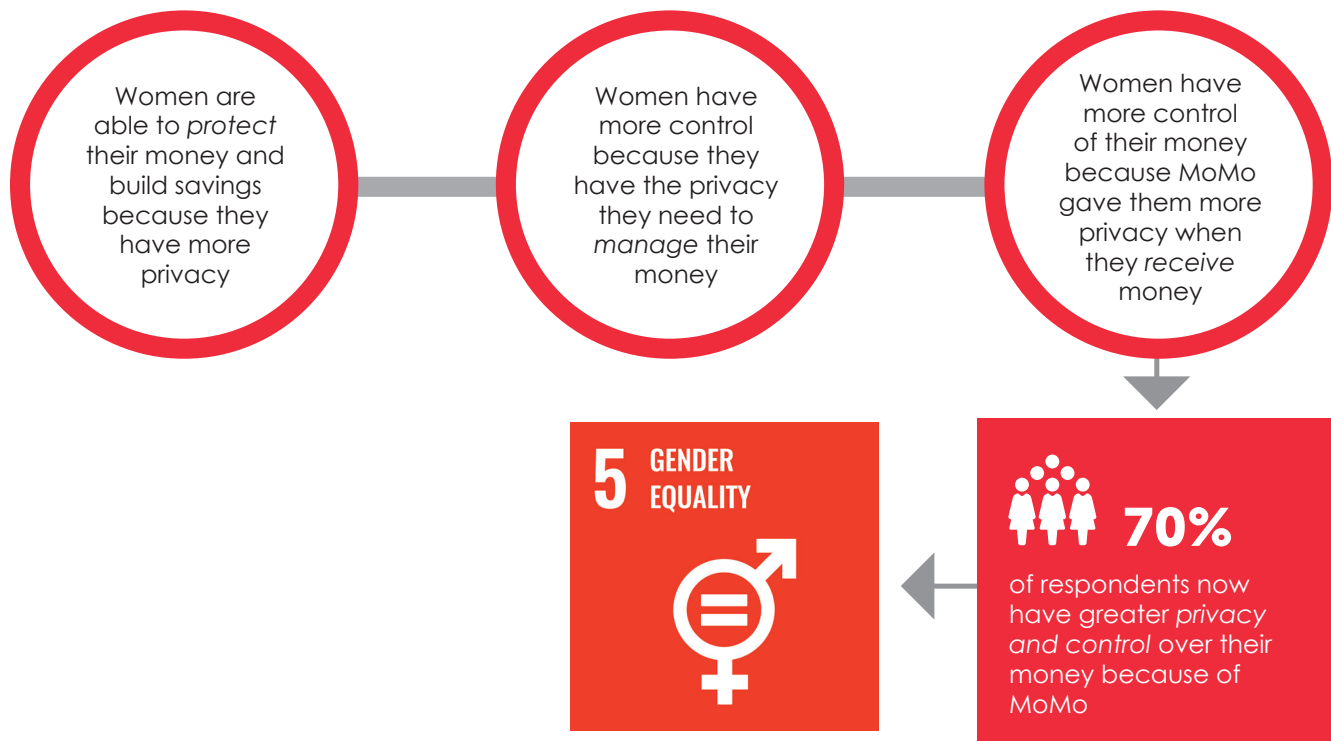 Women are
able to protect
their money and
build savings
because they
have more
privacy
Women have
more control
because they
have the privacy
they need to
manage their
money
Women have
more control
of their money
because MoMo
gave them more
privacy when
they receive
money
5 GENDER
EQUALITY
70%
of respondents now
have greater privacy
and control over their
money because of
MoMo